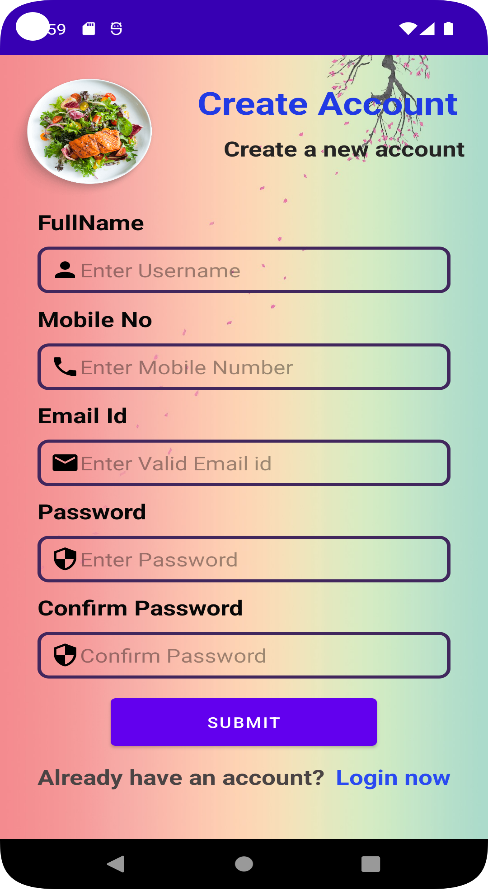 59
Create Account
Create a new account
FullName
Enter Username
Mobile No
Enter Mobile Number
Email Id
Enter Valid Email id
Password
Enter Password
Confirm Password
Confirm Password
SUBMIT
Already have an account? Login now